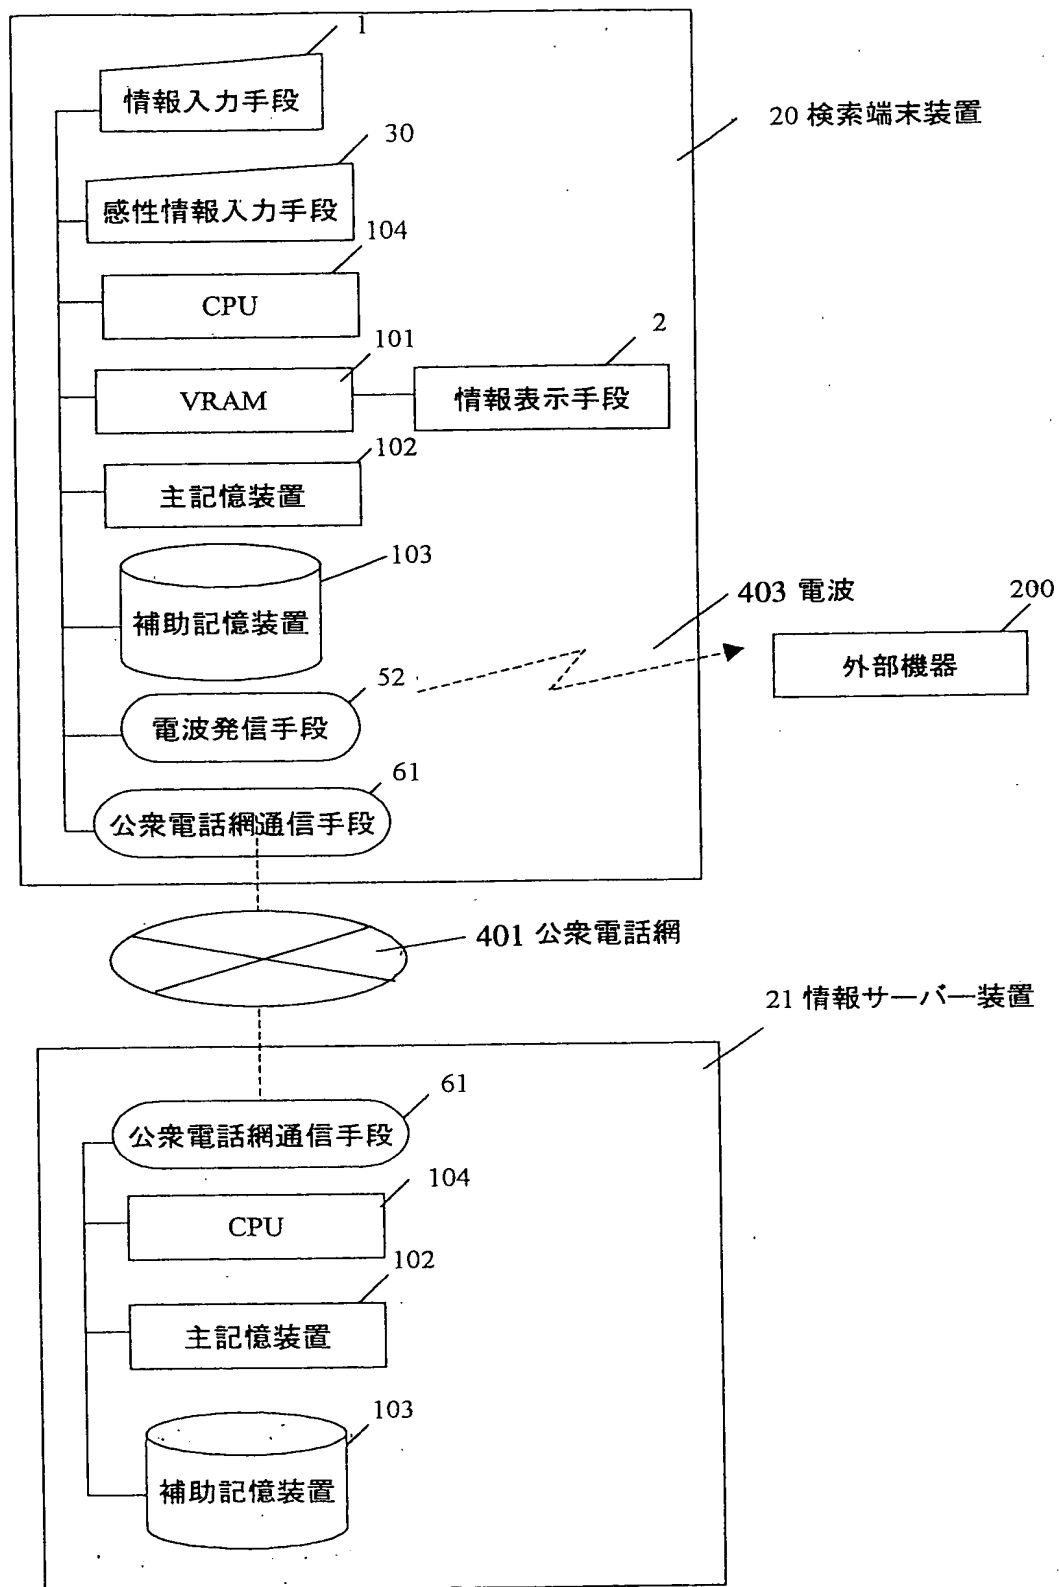 1
情報入力手段
20 検索端末装置
30
感性情報入力手段
104
CPU
101
VRAM
2
情報表示手段
102
主記憶装置
103
補助記憶装置
403 電波
200
外部機器
52
電波発信手段
61
公衆電話網通信手段
401 公衆電話網
21 情報サーバー装置
61
公衆電話網通信手段
104
CPU
102
主記憶装置
103
補助記憶装置